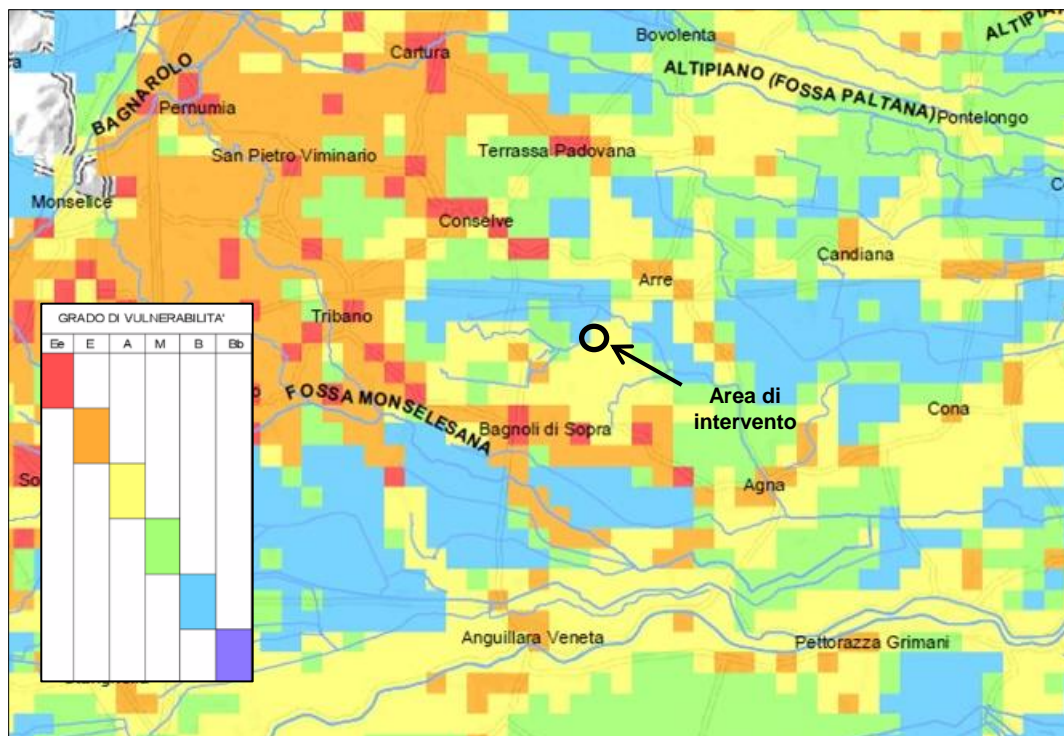 Bovolenta
ALTIPIANO
Cartura
ALTIPIANO (FOSSA PALTANA)
BAGNAROLO
Pernumia
Pontelongo
San Pietro Viminario
Terrassa Padovana
Monselice
Conselve
Candiana
Arre
GRADO DI VULNERABILITA'
Ee E A M B Bb
Tribano
FOSSA MONSELESANA
Area di
intervento
Bagnoli di Sopra
Cona
Agna
Anguillara Veneta
Pettorazza Grimani